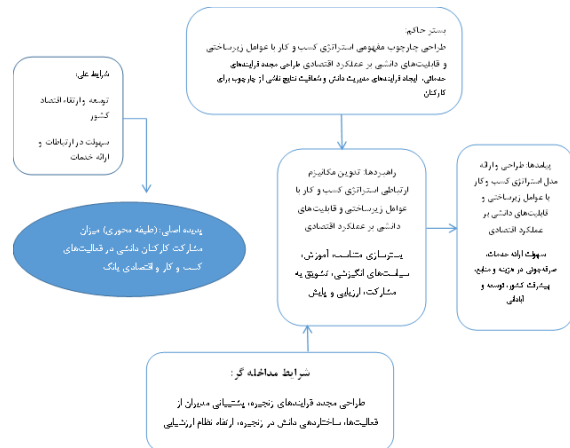 بستر حاکم:
طراحی چارچوب مفهومی استراتژی کسب و کار با عوامل زیرساختی
و قابلیت‌های دانشی بر عملکرد اقتصادی طراحی مجدد فرایندهای
خدماتی، ایجاد فرایندهای مدیریت دانش و شفافیت نتایج ناشی از چارچوب برای
کارکنان
شرایط علی:
توسعه و ارتقاء اقتصاد
کشور
سهولت در ارتباطات و
ارائه خدمات
پدیده اصلی: (طبقه محوری) میزان
مشارکت کارکنان دانشی در فعالیت‌های
کسب و کار و اقتصادی بانک
راهبردها: تدوین مکانیزم
ارتباطی استراتژی کسب و کار با
عوامل زیرساختی و قابلیت‌های
دانشی بر عملکرد اقتصادی
بسترسازی متناسب، آموزش،
سیاست‌های انگیزشی، تشویق به
مشارکت، ارزیابی و پایش
پیامدها: طراحی و ارائه
مدل استراتژی کسب و کار
با عوامل زیرساختی و
قابلیت‌های دانشی بر
عملکرد اقتصادی
سهولت ارائه خدمات،
صرفه‌جوئی در هزینه و منابع،
پیشرفت کشور، توسعه و
آبادانی
شرایط مداخله گر:
طراحی مجدد فرایندهای زنجیره، پشتیبانی مدیران از
فعالیت‌ها، ساختاردهی دانش در زنجیره، ارتقاء نظام ارزشیابی